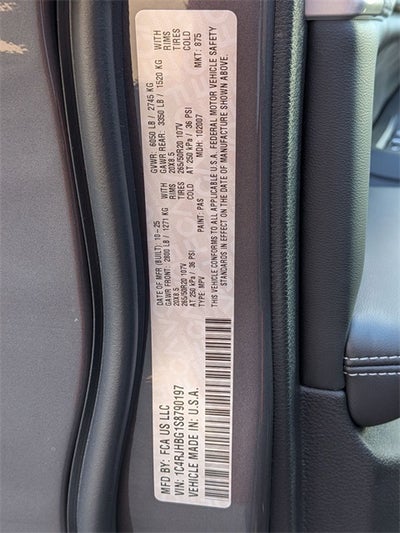 MFD BY: FCA US LLC
VIN: 1C4RJHBG1S8790197
VEHICLE MADE IN: U.S.A.
DATE OF MFR (BUILT) 10-25 GVWR: 6050 LB / 2745 KG
GAWR FRONT: 2800 LB / 1271 KG WITH GAWR REAR: 3350 LB / 1520 KG WITH
20X8.5 RIMS 20X8.5 RIMS
265/50R20 107V TIRES 265/50R20 107V TIRES
AT 250 kPa / 36 PSI COLD AT 250 kPa / 36 PSI COLD
TYPE: MPV PAINT: PAS MDH: 102007 MKT: 875
THIS VEHICLE CONFORMS TO ALL APPLICABLE U.S.A. FEDERAL MOTOR VEHICLE SAFETY
STANDARDS IN EFFECT ON THE DATE OF MANUFACTURE SHOWN ABOVE.